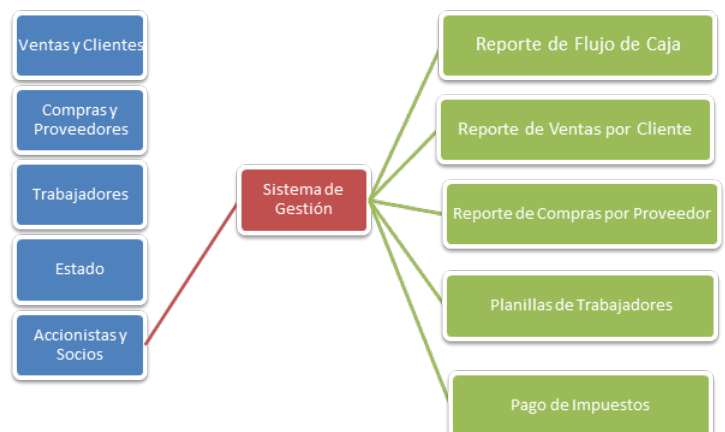 Ventas y Clientes
Compras y
Proveedores
Trabajadores
Estado
Accionistas y
Socios
Sistema de
Gestión
Reporte de Flujo de Caja
Reporte de Ventas por Cliente
Reporte de Compras por Proveedor
Planillas de Trabajadores
Pago de Impuestos